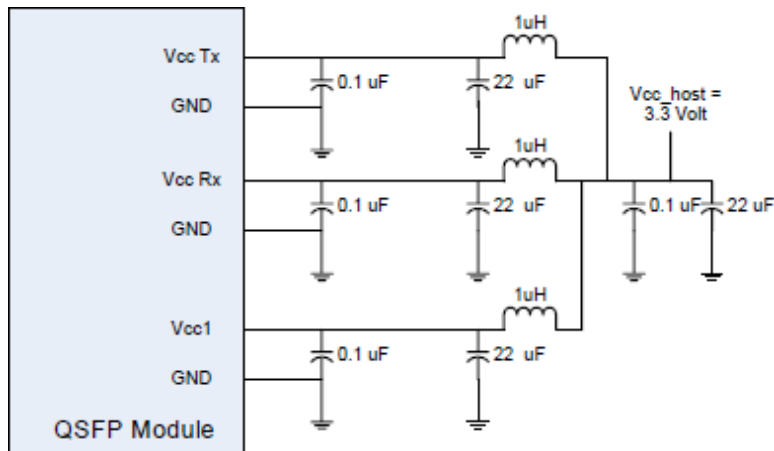 1uH
Vcc Tx
0.1 uF
22 uF
GND
Vcc_host =
3.3 Volt
1uH
Vcc Rx
0.1 uF
22 uF
0.1 uF
22 uF
GND
1uH
Vcc1
0.1 uF
22 uF
GND
QSFP Module